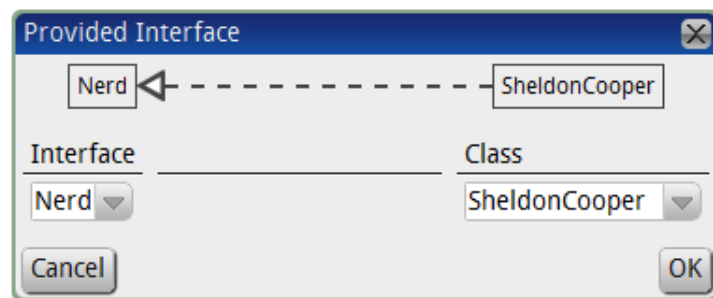 Provided Interface
Nerd SheldonCooper
Interface Class
Nerd SheldonCooper
Cancel OK